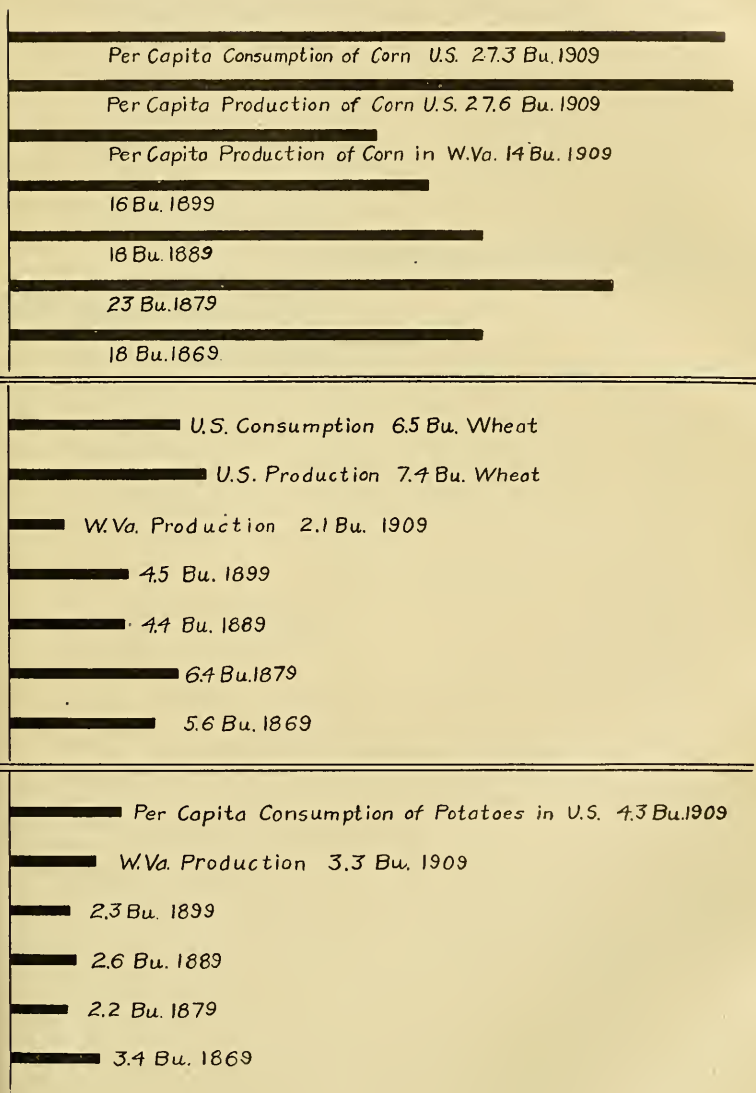 Per Capita Consumption of Corn U.S. 27.3 Bu. 1909
Per Capita Production of Corn U.S. 27.6 Bu. 1909
Per Capita Production of Corn in W.Va. 14 Bu. 1909
16 Bu. 1899
18 Bu. 1889
23 Bu. 1879
18 Bu. 1869.
U.S. Consumption 6.5 Bu. Wheat
U.S. Production 7.4 Bu. Wheat
W.Va. Production 2.1 Bu. 1909
4.5 Bu. 1899
4.4 Bu. 1889
6.4 Bu. 1879
5.6 Bu. 1869
Per Capita Consumption of Potatoes in U.S. 4.3 Bu. 1909
W.Va. Production 3.3 Bu. 1909
2.3 Bu. 1899
2.6 Bu. 1889
2.2 Bu. 1879
3.4 Bu. 1869